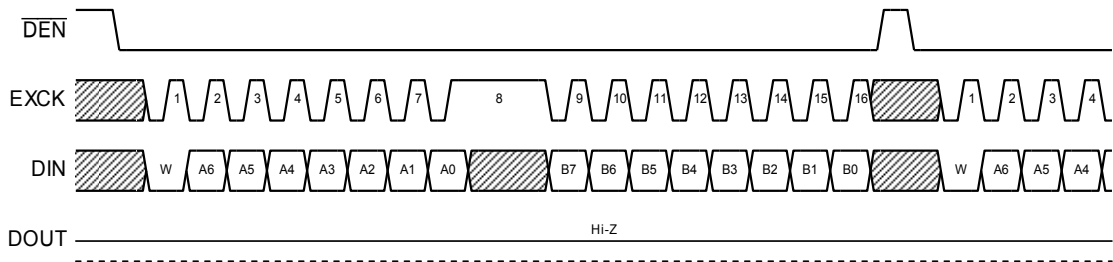 DEN
EXCK 1 2 3 4 5 6 7 8 9 10 11 12 13 14 15 16 1 2 3 4
DIN W A6 A5 A4 A3 A2 A1 A0 B7 B6 B5 B4 B3 B2 B1 B0 W A6 A5 A4
Hi-Z
DOUT